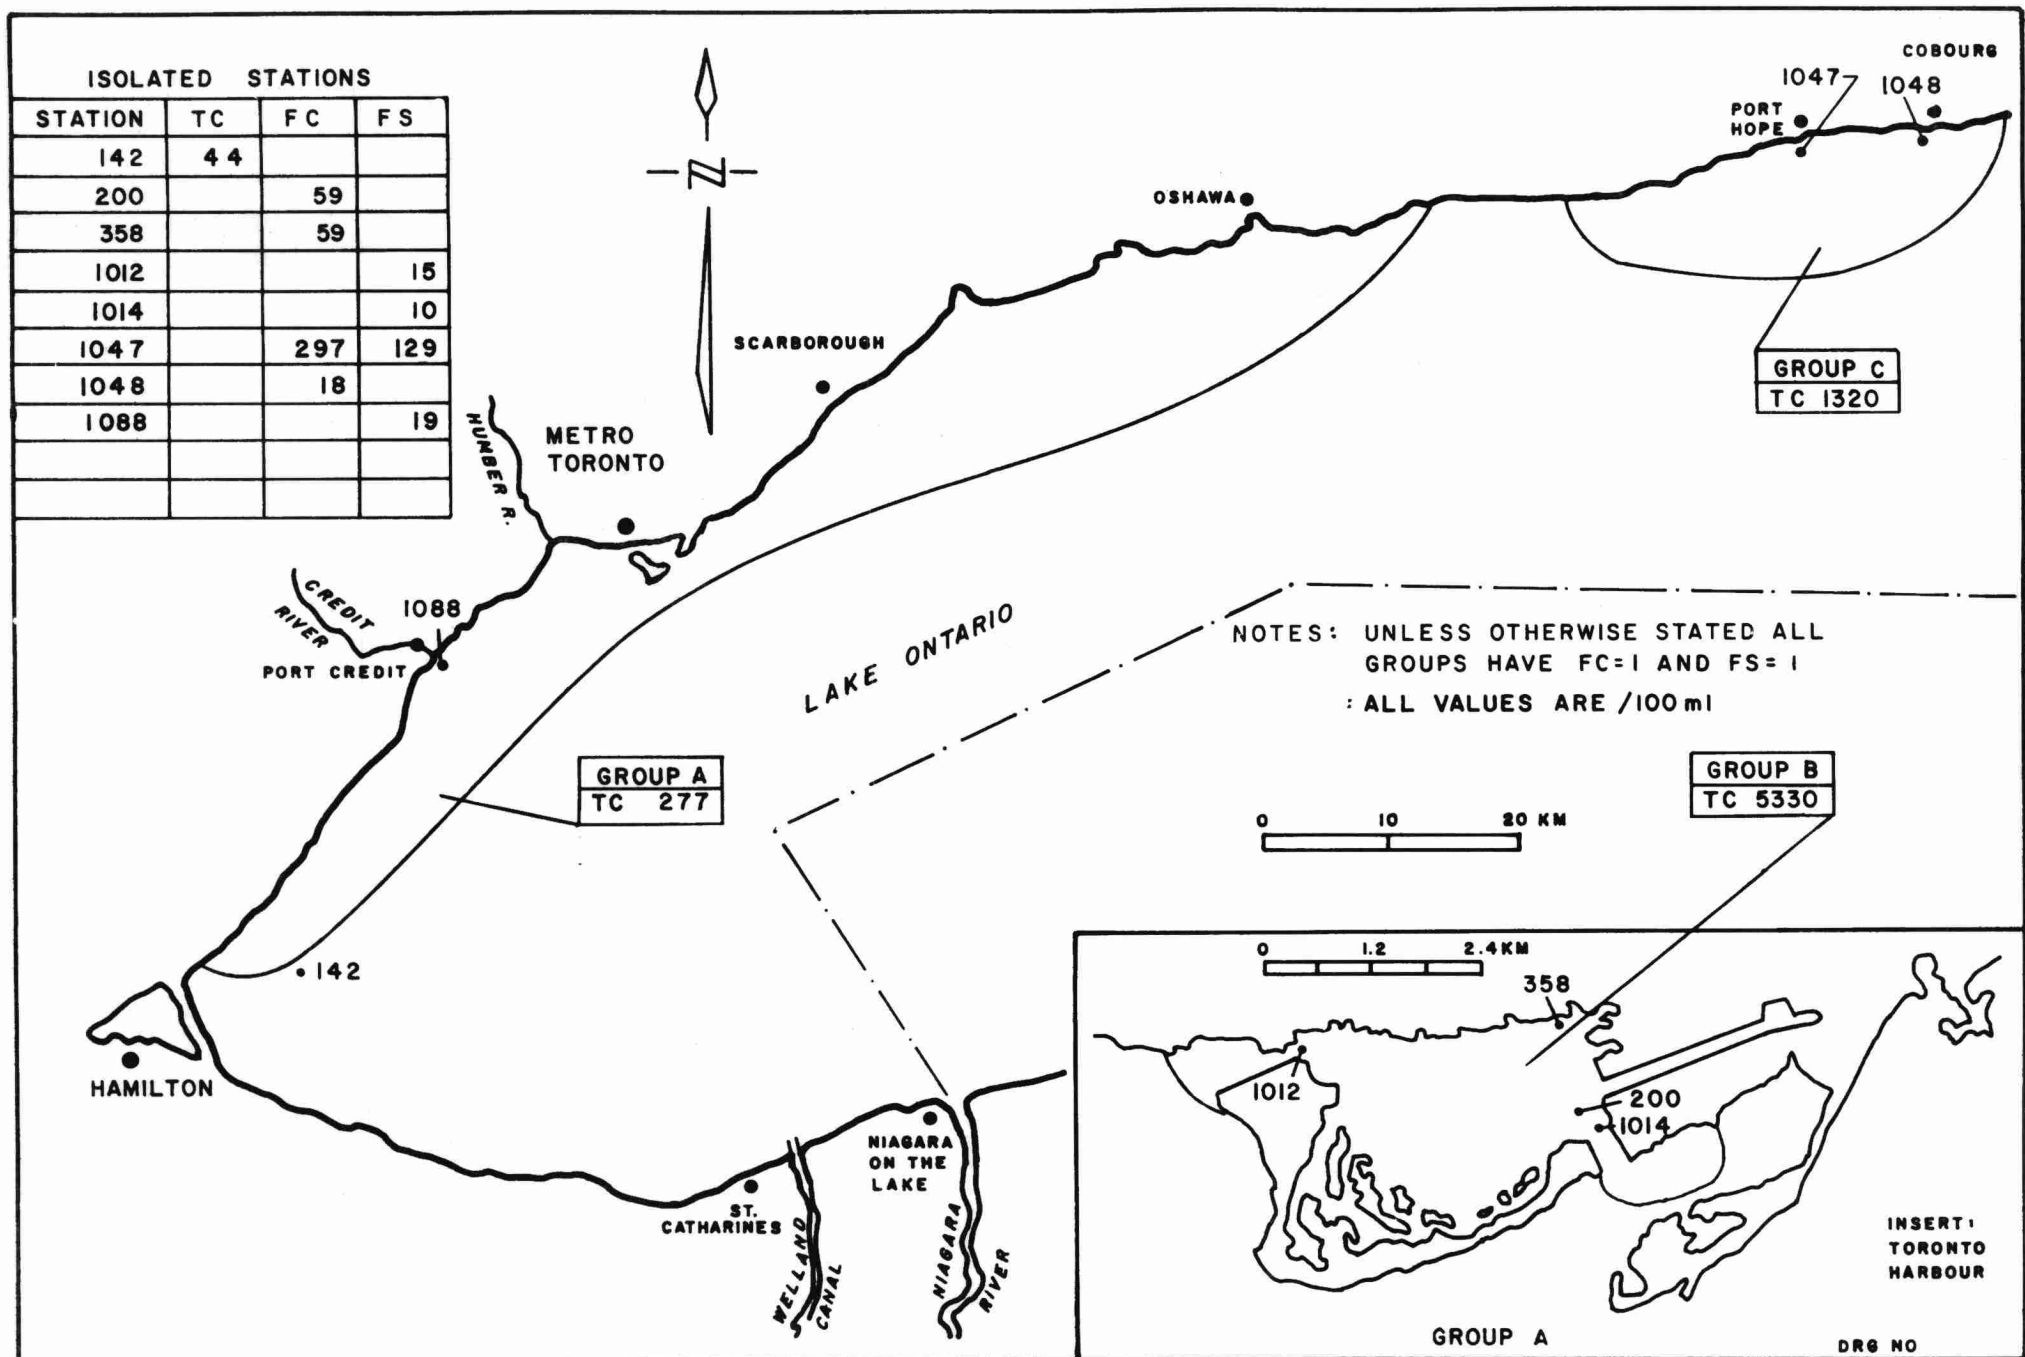 ISOLATED STATIONS
STATION TC FC FS
142 44
200 59
358 59
1012 15
1014 10
1047 297 129
1048 18
1088 19
N
COBOURG
1047
1048
PORT
HOPE
OSHAWA
SCARBOROUGH
GROUP C
TC 1320
HUMBER R.
METRO
TORONTO
CREDIT
RIVER
1088
PORT CREDIT
LAKE ONTARIO
NOTES: UNLESS OTHERWISE STATED ALL
GROUPS HAVE FC=1 AND FS=1
: ALL VALUES ARE /100 ml
GROUP A
TC 277
GROUP B
TC 5330
0 10 20 KM
142
HAMILTON
NIAGARA
ON THE
LAKE
ST.
CATHARINES
WELLAND
CANAL
NIAGARA
RIVER
0 1.2 2.4KM
358
1012
200
1014
INSERT:
TORONTO
HARBOUR
GROUP A
DRG NO